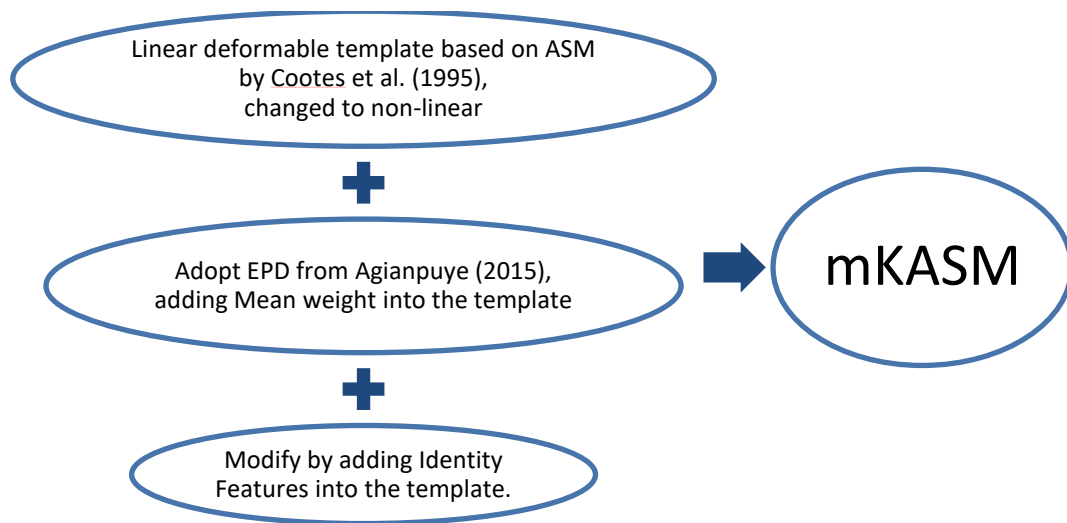 Linear deformable template based on ASM
by Cootes et al. (1995),
changed to non-linear
Adopt EPD from Agianpuye (2015),
adding Mean weight into the template
mKASM
Modify by adding Identity
Features into the template.